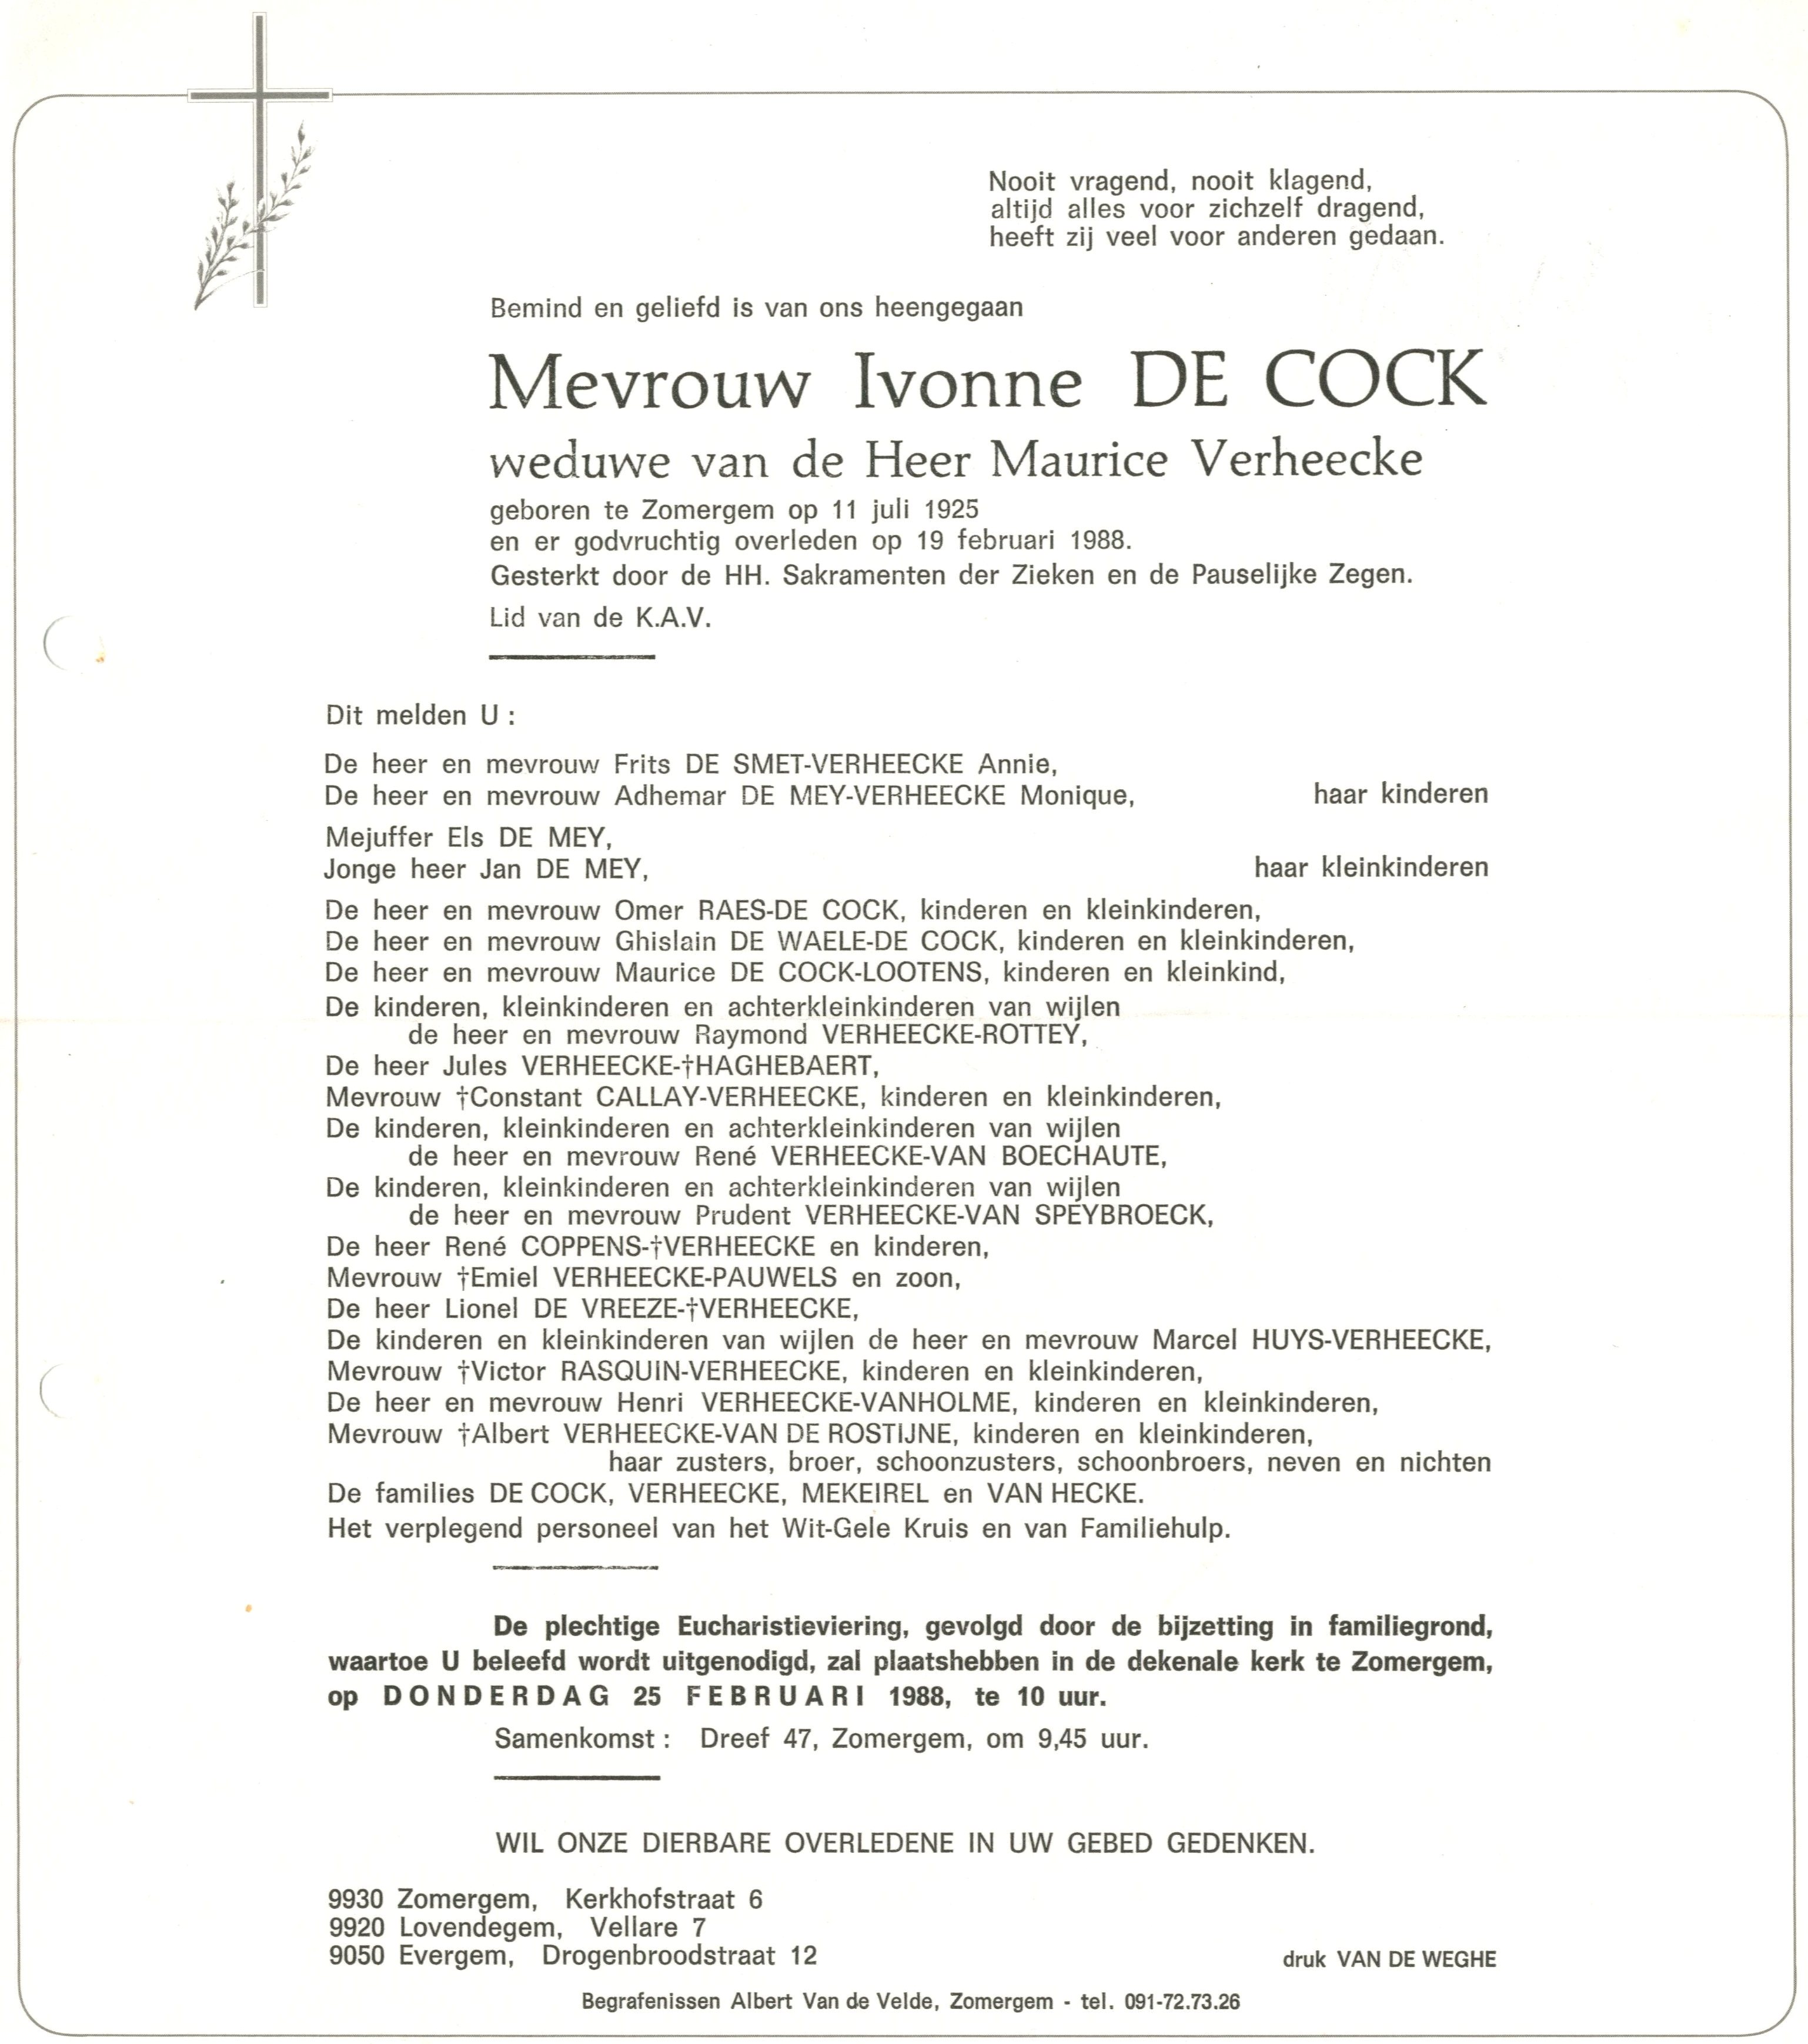 Nooit vragend, nooit klagend,
altijd alles voor zichzelf dragend,
heeft zij veel voor anderen gedaan.
Bemind en geliefd is van ons heengegaan
Mevrouw Ivonne DE COCK
weduwe van de Heer Maurice Verheecke
geboren te Zomergem op 11 juli 1925
en er godvruchtig overleden op 19 februari 1988.
Gesterkt door de HH. Sakramenten der Zieken en de Pauselijke Zegen.
Lid van de K.A.V.
Dit melden U :
De heer en mevrouw Frits DE SMET-VERHEECKE Annie,
De heer en mevrouw Adhemar DE MEY-VERHEECKE Monique, haar kinderen
Mejuffer Els DE MEY,
Jonge heer Jan DE MEY, haar kleinkinderen
De heer en mevrouw Omer RAES-DE COCK, kinderen en kleinkinderen,
De heer en mevrouw Ghislain DE WAELE-DE COCK, kinderen en kleinkinderen,
De heer en mevrouw Maurice DE COCK-LOOTENS, kinderen en kleinkind,
De kinderen, kleinkinderen en achterkleinkinderen van wijlen
de heer en mevrouw Raymond VERHEECKE-ROTTEY,
De heer Jules VERHEECKE-†HAGHEBAERT,
Mevrouw †Constant CALLAY-VERHEECKE, kinderen en kleinkinderen,
De kinderen, kleinkinderen en achterkleinkinderen van wijlen
de heer en mevrouw René VERHEECKE-VAN BOECHAUTE,
De kinderen, kleinkinderen en achterkleinkinderen van wijlen
de heer en mevrouw Prudent VERHEECKE-VAN SPEYBROECK,
De heer René COPPENS-†VERHEECKE en kinderen,
Mevrouw †Emiel VERHEECKE-PAUWELS en zoon,
De heer Lionel DE VREEZE-†VERHEECKE,
De kinderen en kleinkinderen van wijlen de heer en mevrouw Marcel HUYS-VERHEECKE,
Mevrouw †Victor RASQUIN-VERHEECKE, kinderen en kleinkinderen,
De heer en mevrouw Henri VERHEECKE-VANHOLME, kinderen en kleinkinderen,
Mevrouw †Albert VERHEECKE-VAN DE ROSTIJNE, kinderen en kleinkinderen,
haar zusters, broer, schoonzusters, schoonbroers, neven en nichten
De families DE COCK, VERHEECKE, MEKEIREL en VAN HECKE.
Het verplegend personeel van het Wit-Gele Kruis en van Familiehulp.
De plechtige Eucharistieviering, gevolgd door de bijzetting in familiegrond,
waartoe U beleefd wordt uitgenodigd, zal plaatshebben in de dekenale kerk te Zomergem,
op DONDERDAG 25 FEBRUARI 1988, te 10 uur.
Samenkomst : Dreef 47, Zomergem, om 9,45 uur.
WIL ONZE DIERBARE OVERLEDENE IN UW GEBED GEDENKEN.
9930 Zomergem, Kerkhofstraat 6
9920 Lovendegem, Vellare 7
9050 Evergem, Drogenbroodstraat 12
druk VAN DE WEGHE
Begrafenissen Albert Van de Velde, Zomergem - tel. 091-72.73.26